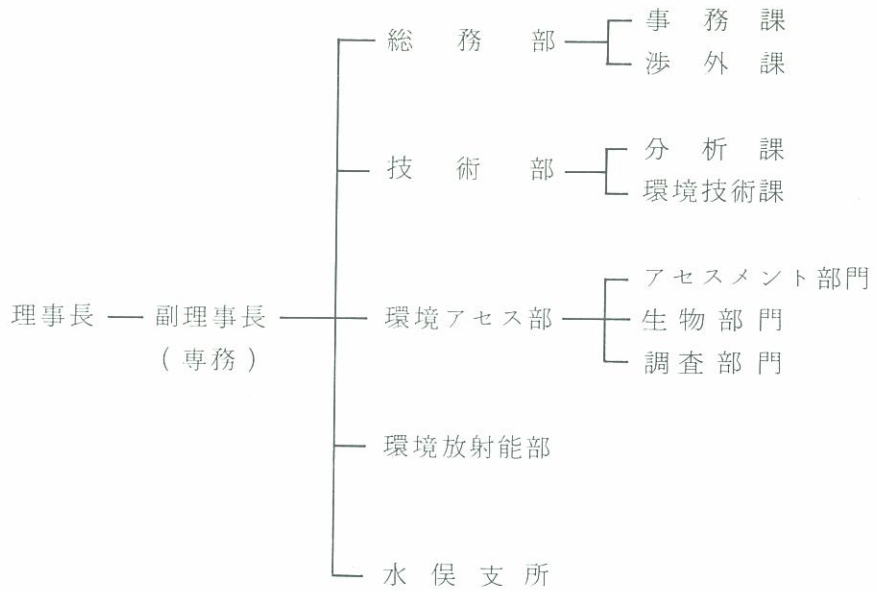 総務部
事務課
渉外課
技術部
分析課
環境技術課
理事長
副理事長
(専務)
環境アセス部
アセスメント部門
生物部門
調査部門
環境放射能部
水俣支所